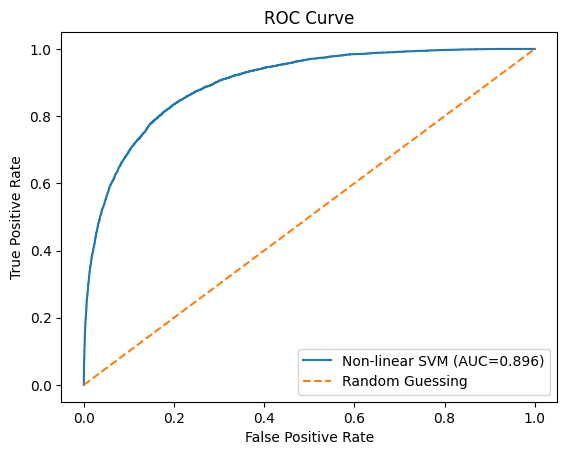 ROC Curve
1.0
0.8
0.6
0.4
0.2
0.0
True Positive Rate
Non-linear SVM (AUC=0.896)
Random Guessing
0.0 0.2 0.4 0.6 0.8 1.0
False Positive Rate